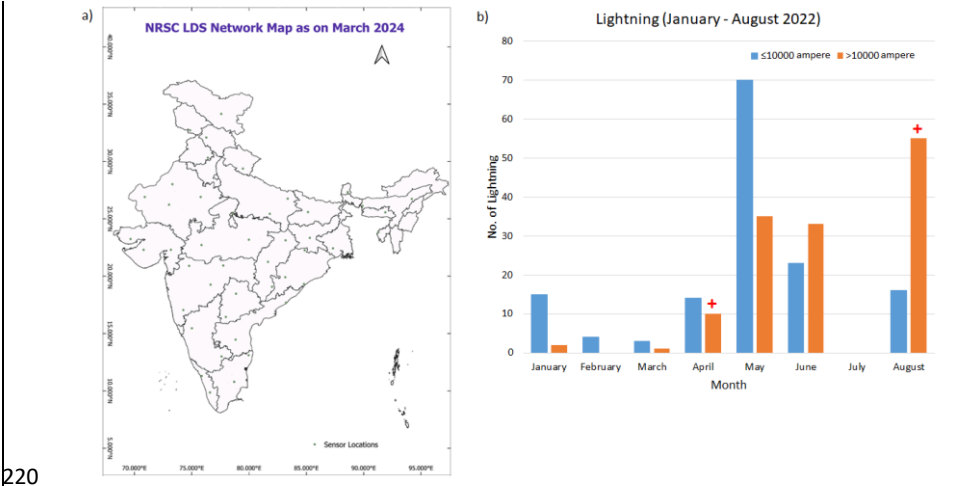 a)
NRSC LDS Network Map as on March 2024
40.000°N
35.000°N
30.000°N
25.000°N
20.000°N
15.000°N
10.000°N
5.000°N
Sensor Locations
70.000°E 75.000°E 80.000°E 85.000°E 90.000°E 95.000°E
b)
Lightning (January - August 2022)
≤10000 ampere >10000 ampere
No. of Lightning
80
70
60
50
40
30
20
10
0
January February March April May June July August
Month
220